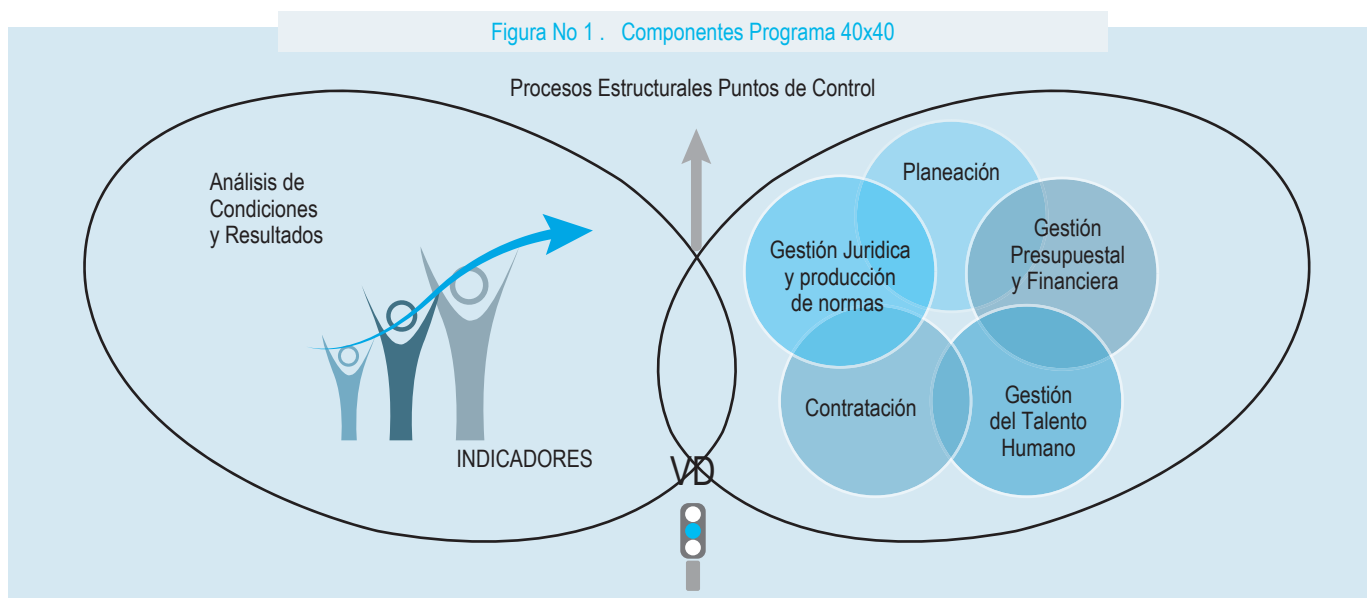 Figura No 1 . Componentes Programa 40x40
Procesos Estructurales Puntos de Control
Análisis de
Condiciones
y Resultados
INDICADORES
VD
Planeación
Gestión Juridica
y producción
de normas
Gestión
Presupuestal
y Financiera
Contratación
Gestión
del Talento
Humano